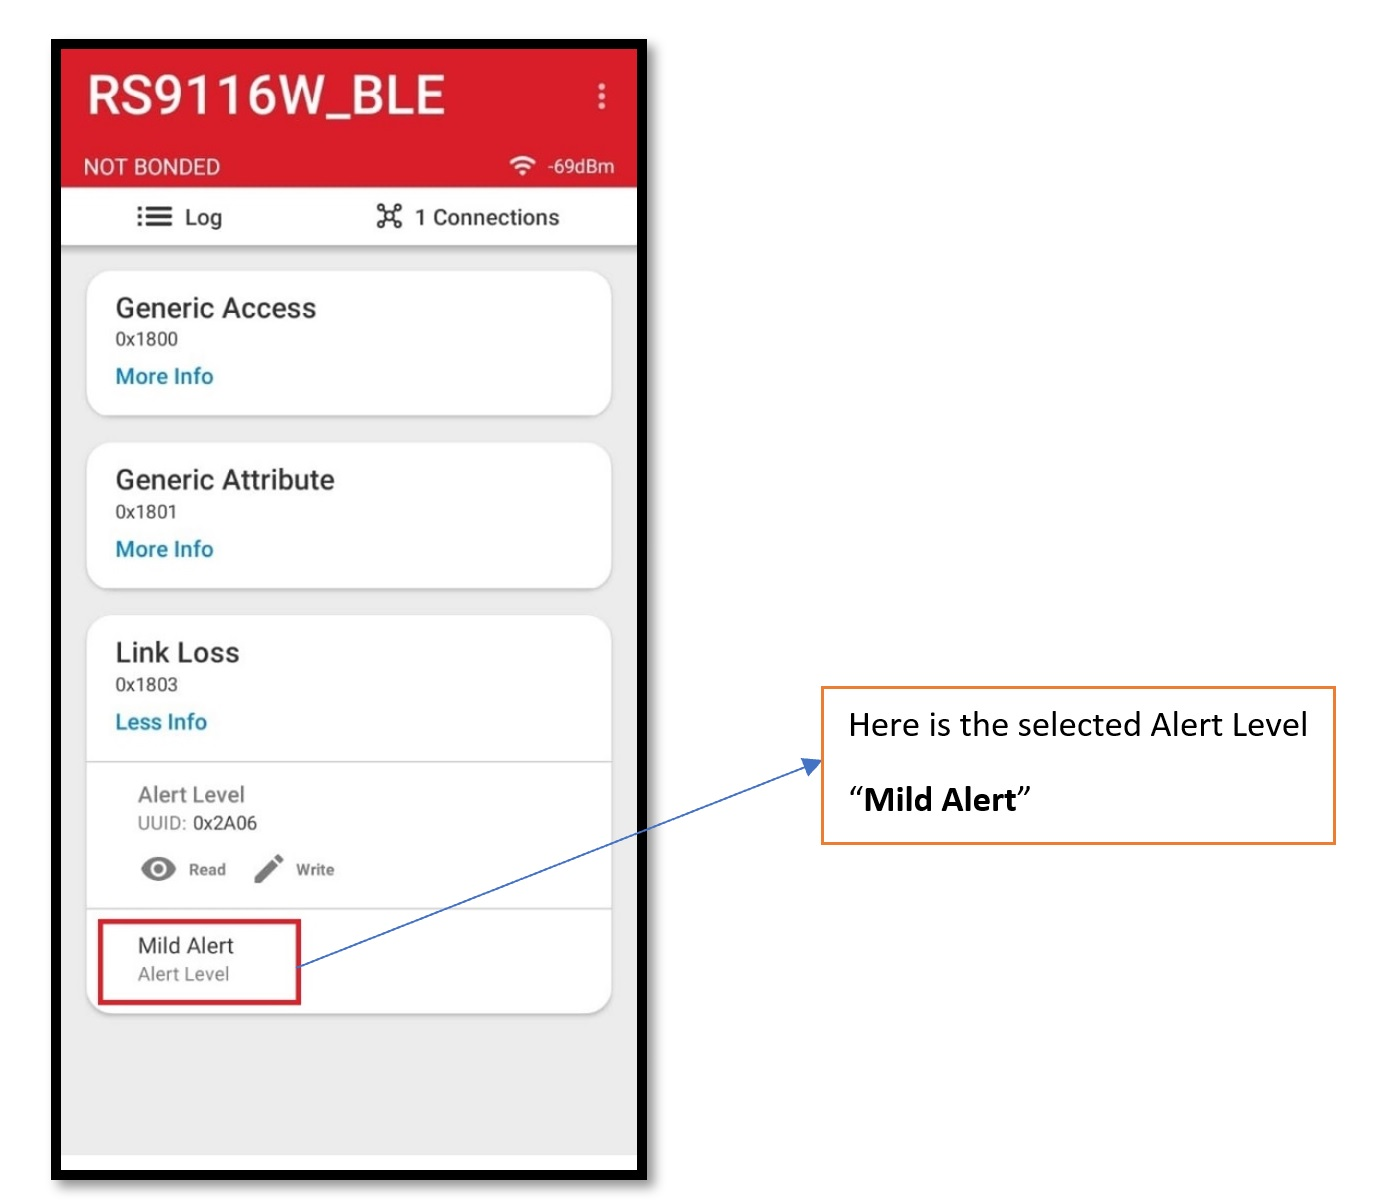 RS9116W_BLE
NOT BONDED
-69dBm
Log
1 Connections
Generic Access
0x1800
More Info
Generic Attribute
0x1801
More Info
Link Loss
0x1803
Less Info
Alert Level
UUID: 0x2A06
Read
Write
Mild Alert
Alert Level
Here is the selected Alert Level
“Mild Alert”